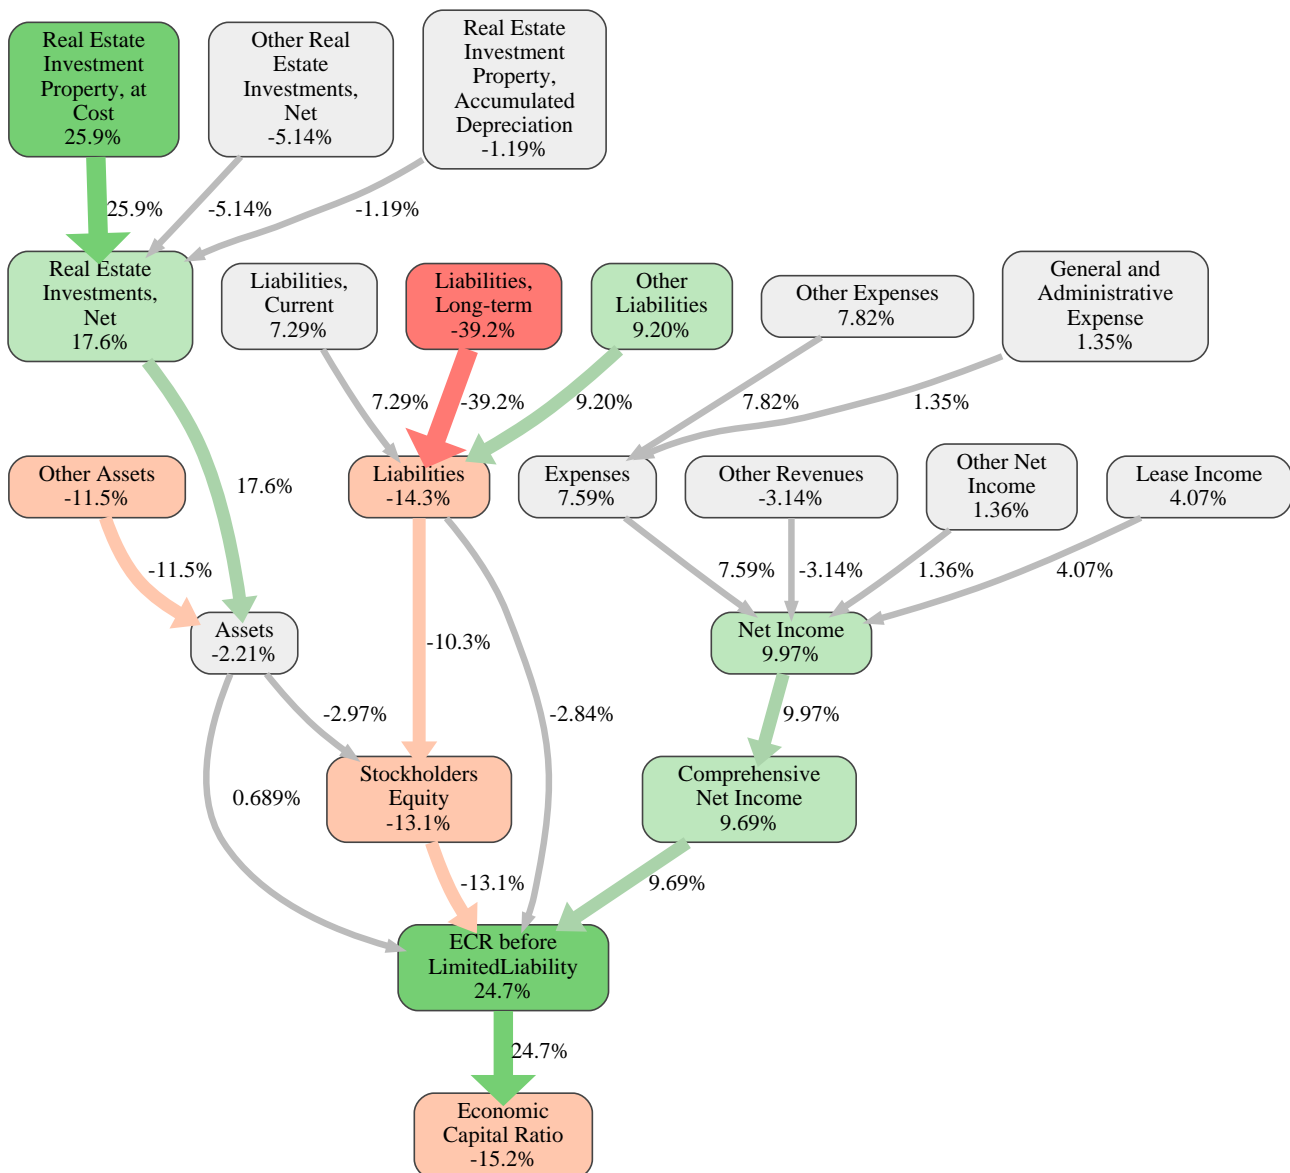 Real Estate
Investment
Property, at
Cost
25.9%
Other Real
Estate
Investments,
Net
-5.14%
Real Estate
Investment
Property,
Accumulated
Depreciation
-1.19%
25.9%
-5.14%
-1.19%
Real Estate
Investments,
Net
17.6%
Liabilities,
Current
7.29%
Liabilities,
Long-term
-39.2%
Other
Liabilities
9.20%
Other Expenses
7.82%
General and
Administrative
Expense
1.35%
7.29%
-39.2%
9.20%
7.82%
1.35%
Other Assets
-11.5%
17.6%
Liabilities
-14.3%
Expenses
7.59%
Other Revenues
-3.14%
Other Net
Income
1.36%
Lease Income
4.07%
-11.5%
7.59%
-3.14%
1.36%
4.07%
Assets
-2.21%
-10.3%
Net Income
9.97%
-2.97%
-2.84%
9.97%
0.689%
Stockholders
Equity
-13.1%
Comprehensive
Net Income
9.69%
-13.1%
9.69%
ECR before
LimitedLiability
24.7%
24.7%
Economic
Capital Ratio
-15.2%